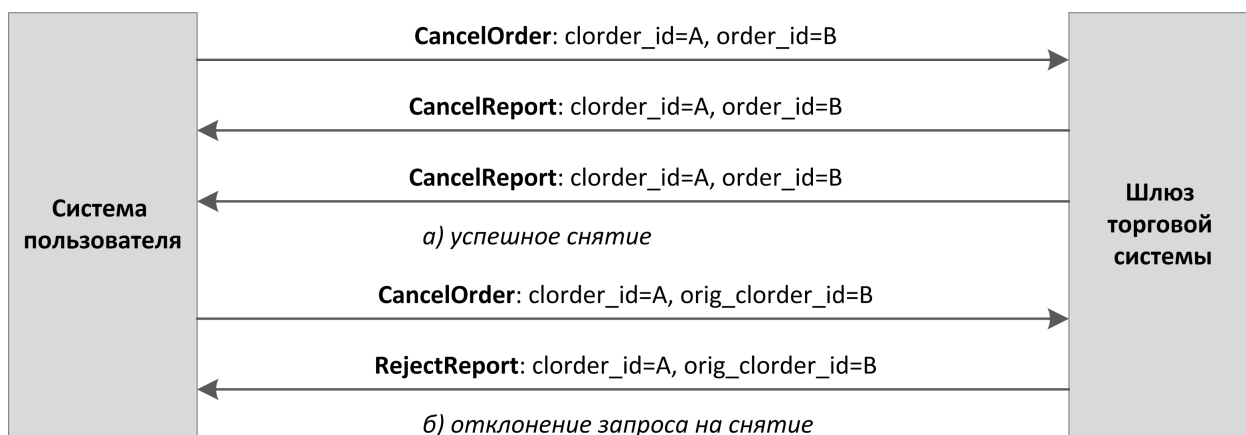 CancelOrder: clorder_id=A, order_id=B
CancelReport: clorder_id=A, order_id=B
CancelReport: clorder_id=A, order_id=B
Система
пользователя
Шлюз
торговой
системы
а) успешное снятие
CancelOrder: clorder_id=A, orig_clorder_id=B
RejectReport: clorder_id=A, orig_clorder_id=B
б) отклонение запроса на снятие